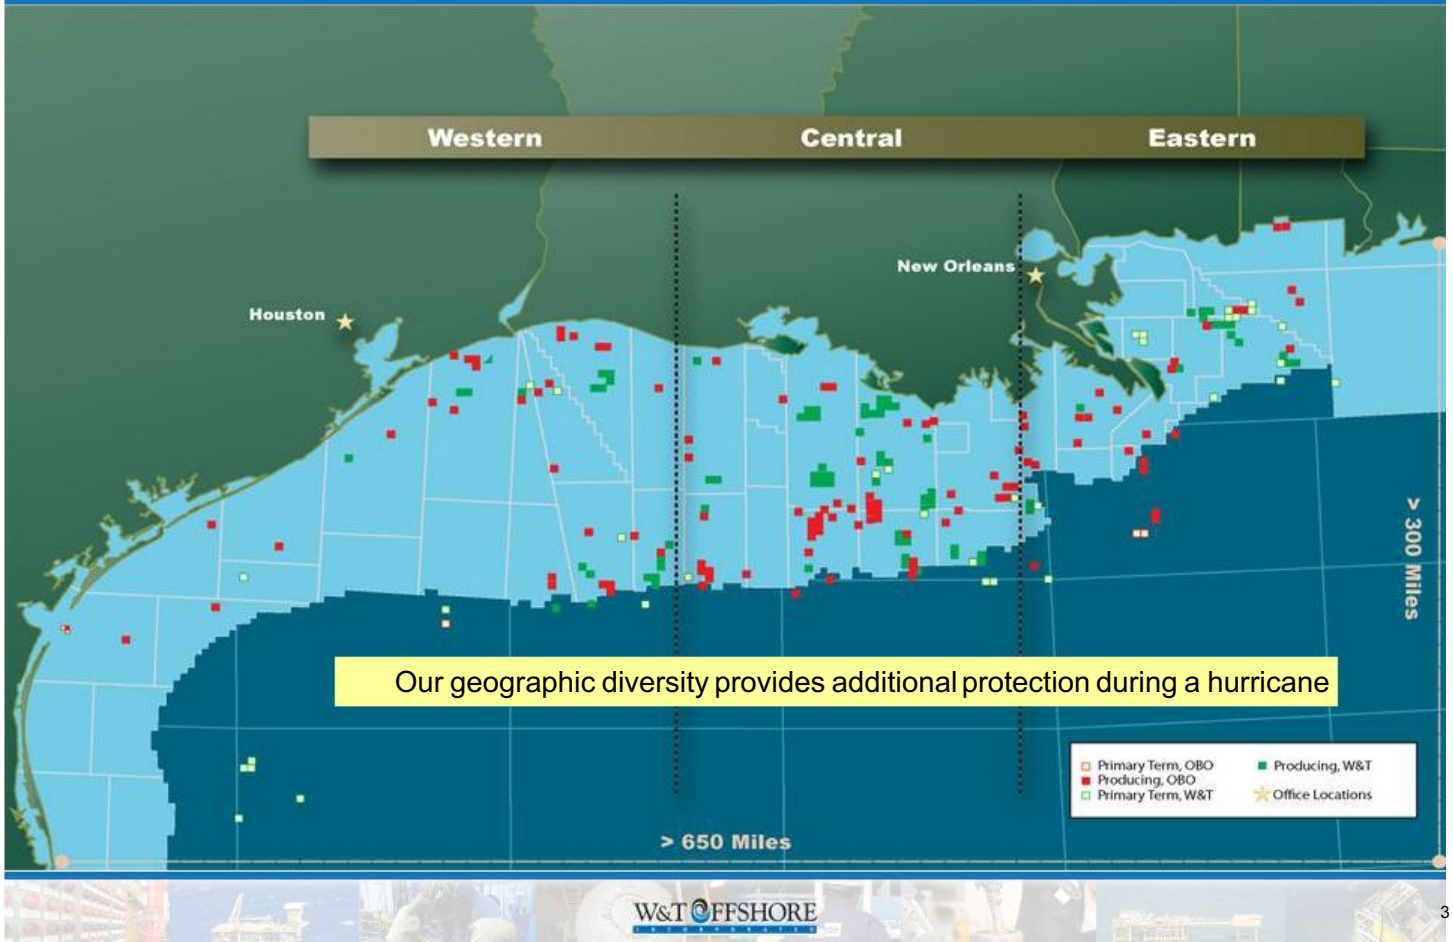 Western Central Eastern
New Orleans
Houston
> 300 Miles
Our geographic diversity provides additional protection during a hurricane
Primary Term, OBO
Producing, OBO
Primary Term, W&T
Producing, W&T
Office Locations
> 650 Miles
W&T OFFSHORE
INCORPORATED
3